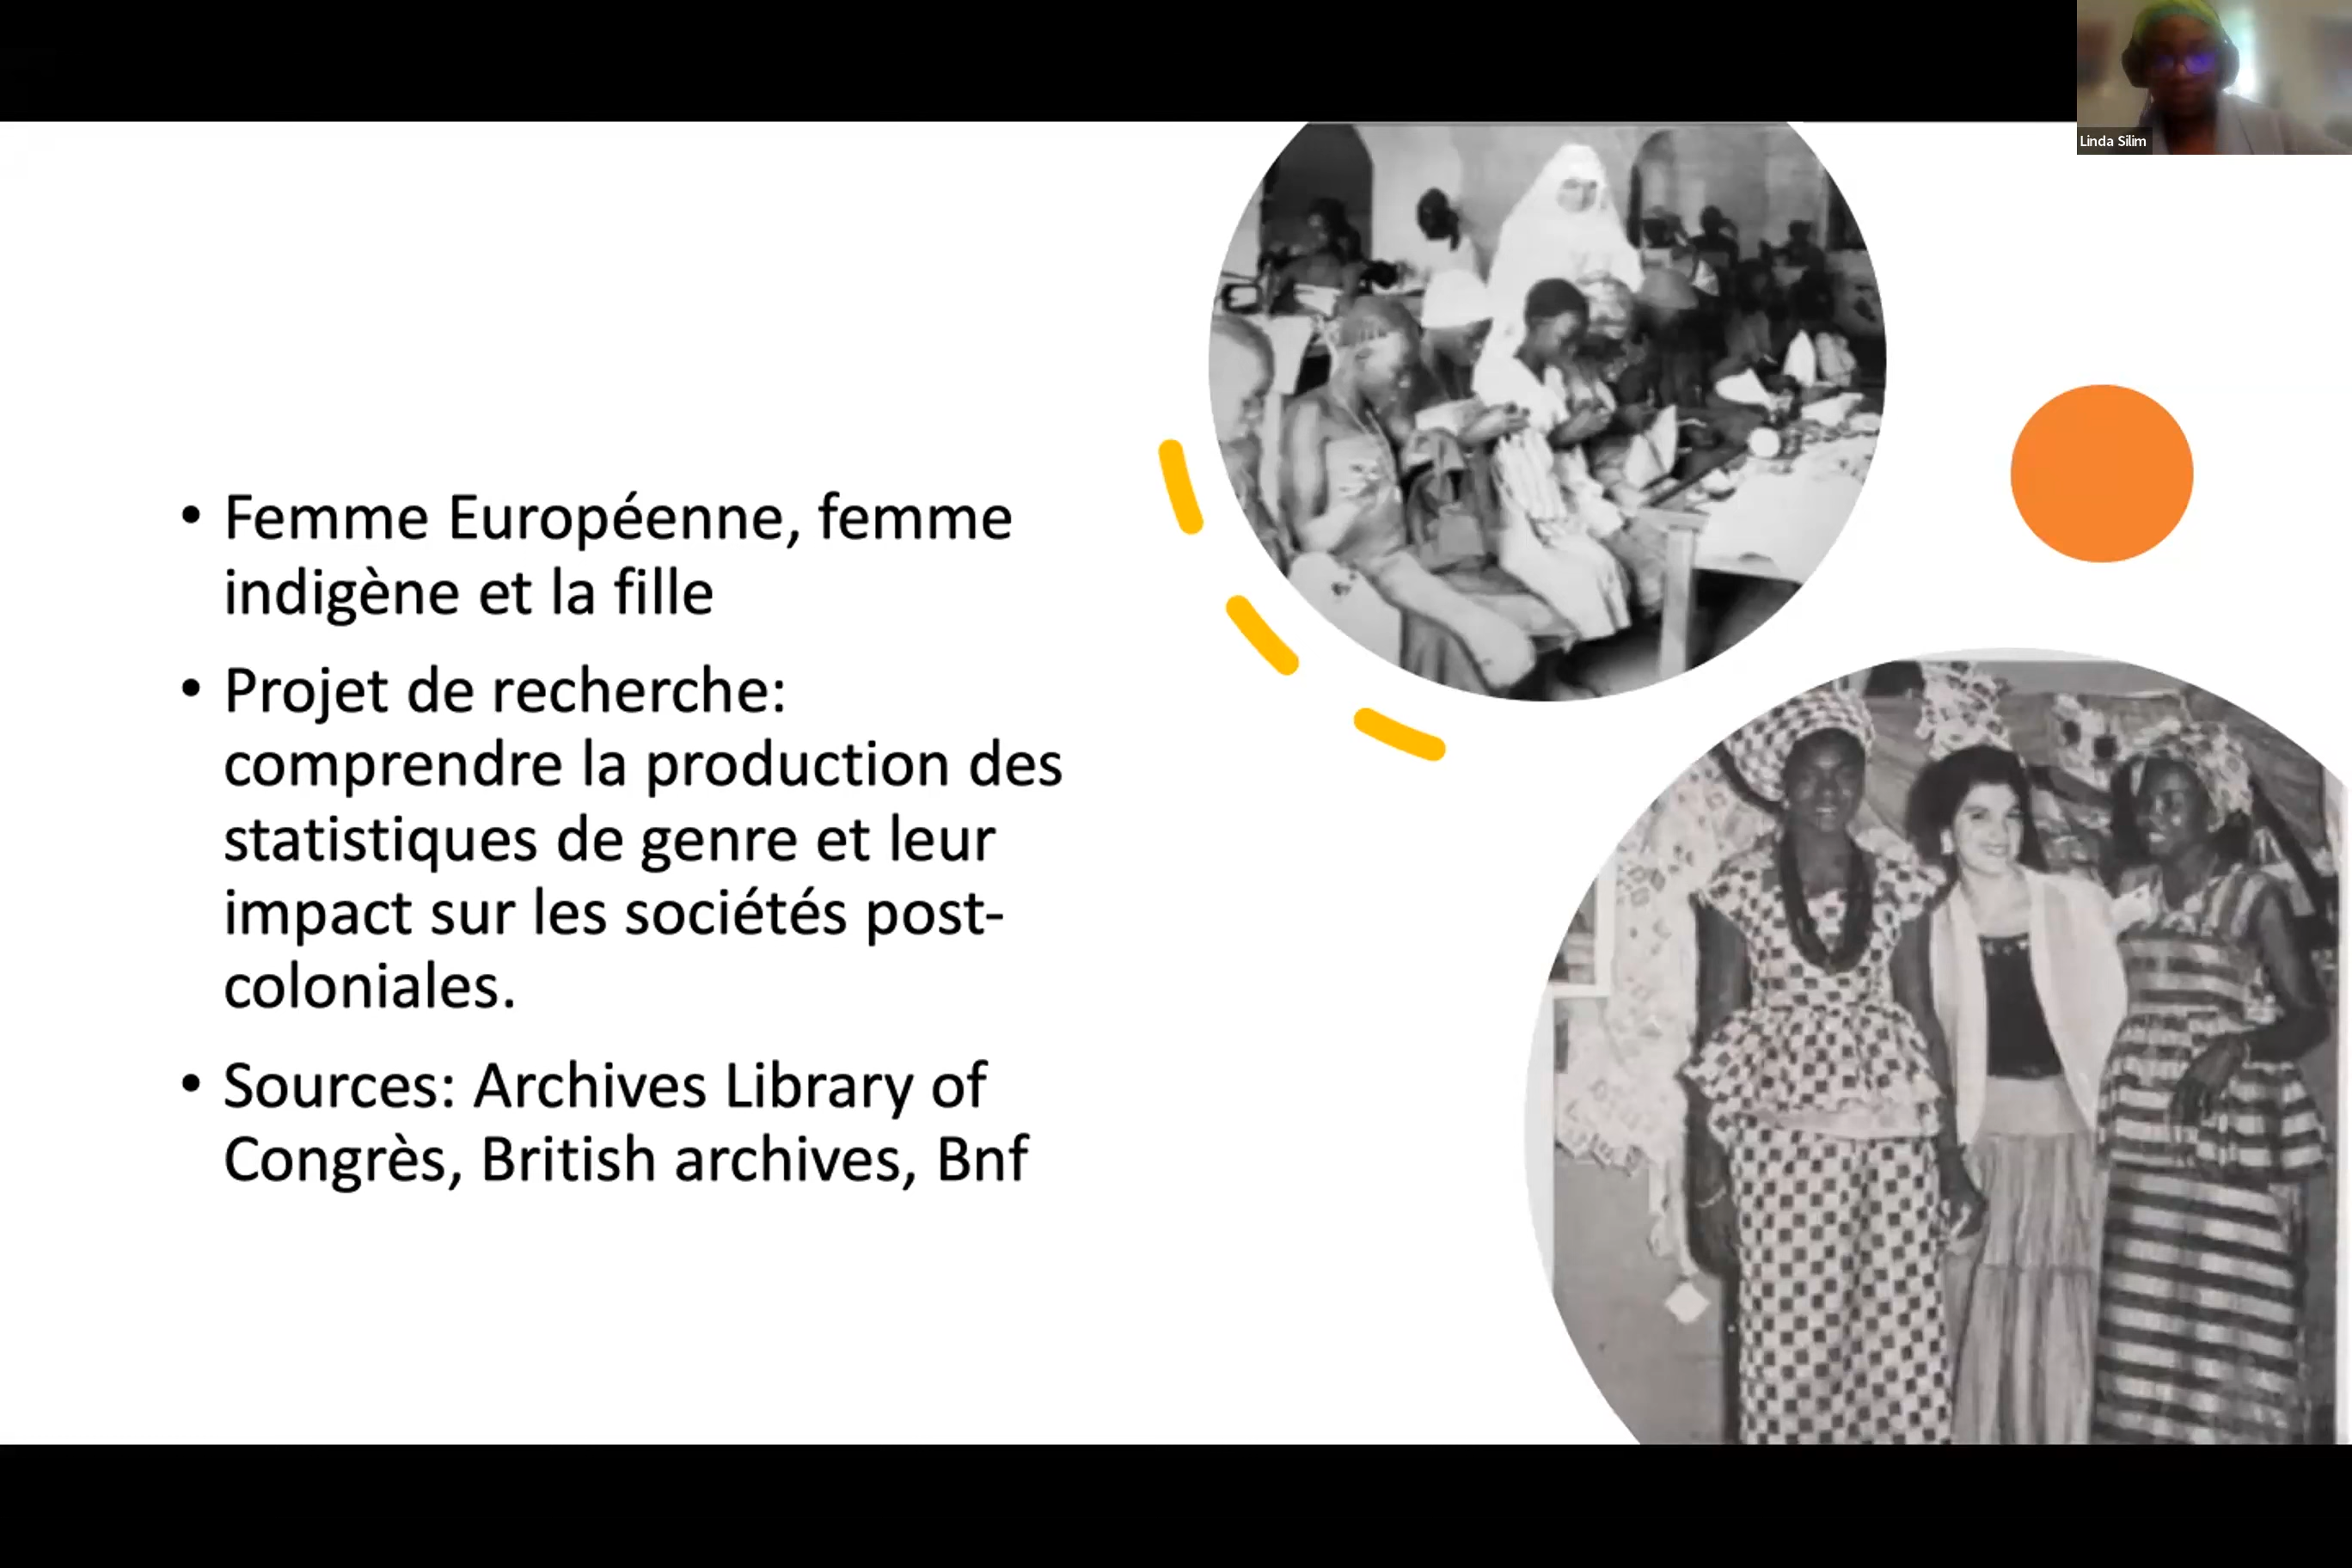 Linda Silim
• Femme Européenne, femme
indigène et la fille
• Projet de recherche:
comprendre la production des
statistiques de genre et leur
impact sur les sociétés post-
coloniales.
• Sources: Archives Library of
Congrès, British archives, Bnf